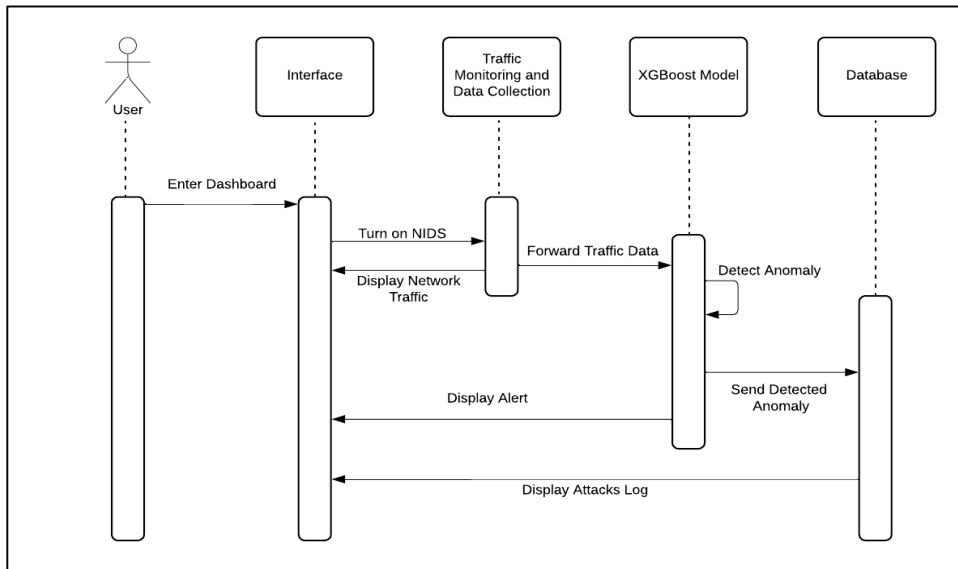 User
Interface
Traffic
Monitoring and
Data Collection
XGBoost Model
Database
Enter Dashboard
Turn on NIDS
Forward Traffic Data
Display Network
Traffic
Detect Anomaly
Send Detected
Anomaly
Display Alert
Display Attacks Log